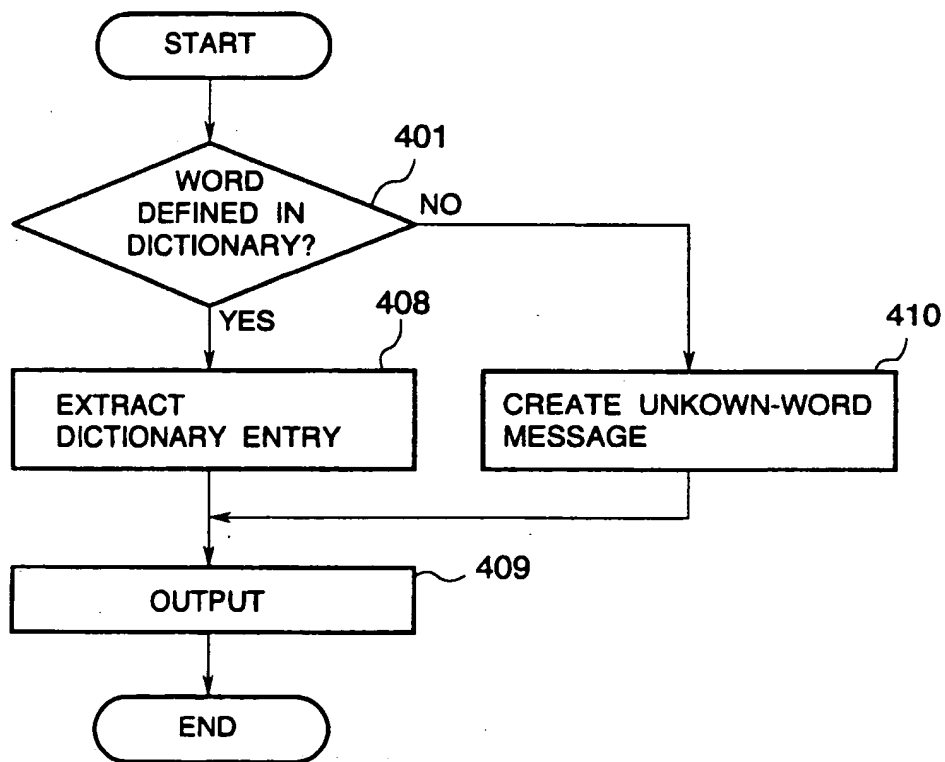 START
401
WORD
DEFINED IN
DICTIONARY?
NO
YES
408
410
EXTRACT
DICTIONARY ENTRY
CREATE UNKOWN-WORD
MESSAGE
409
OUTPUT
END